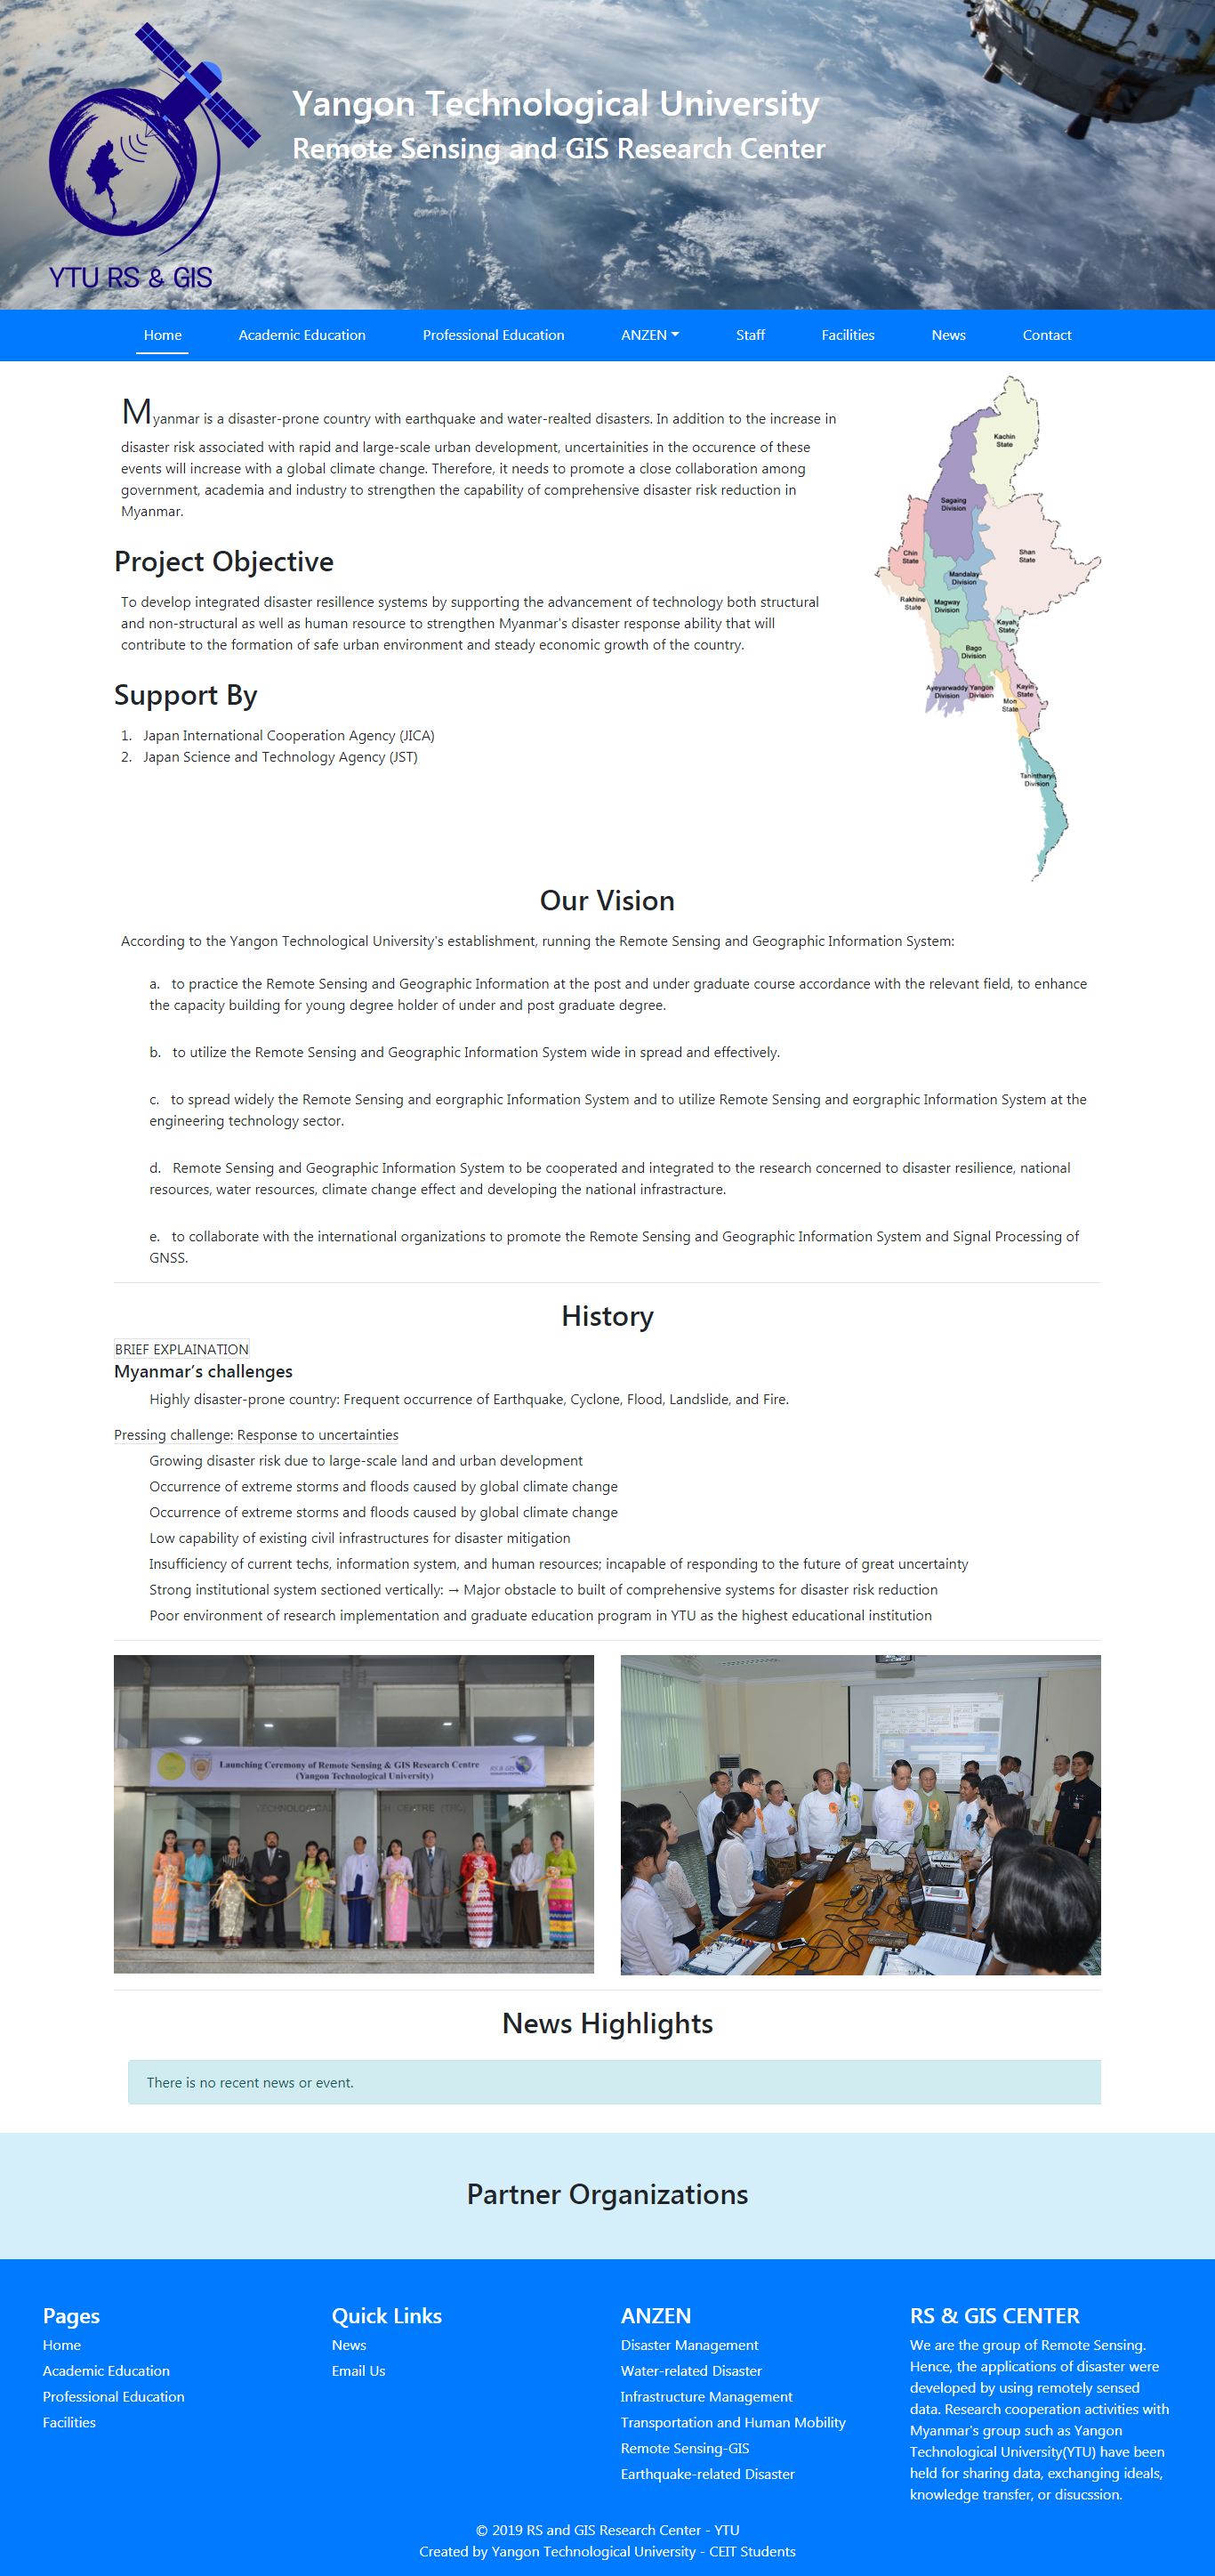 Yangon Technological University
Remote Sensing and GIS Research Center
YTU RS & GIS
Home
Academic Education
Professional Education
ANZEN
Staff
Facilities
News
Contact
Myanmar is a disaster-prone country with earthquake and water-realted disasters. In addition to the increase in
disaster risk associated with rapid and large-scale urban development, uncertainities in the occurence of these
events will increase with a global climate change. Therefore, it needs to promote a close collaboration among
government, academia and industry to strengthen the capability of comprehensive disaster risk reduction in
Myanmar.
Project Objective
To develop integrated disaster resillence systems by supporting the advancement of technology both structural
and non-structural as well as human resource to strengthen Myanmar's disaster response ability that will
contribute to the formation of safe urban environment and steady economic growth of the country.
Support By
1. Japan International Cooperation Agency (JICA)
2. Japan Science and Technology Agency (JST)
Kachin
State
Sagaing
Division
Chin
State
Shan
State
Mandalay
Division
Rakhine
State
Magway
Division
Kayah
State
Bago
Division
Ayeyarwaddy
Division
Yangon
Division
Kayin
State
Mon
State
Tanintharyi
Division
Our Vision
According to the Yangon Technological University's establishment, running the Remote Sensing and Geographic Information System:
a. to practice the Remote Sensing and Geographic Information at the post and under graduate course accordance with the relevant field, to enhance
the capacity building for young degree holder of under and post graduate degree.
b. to utilize the Remote Sensing and Geographic Information System wide in spread and effectively.
c. to spread widely the Remote Sensing and eorgraphic Information System and to utilize Remote Sensing and eorgraphic Information System at the
engineering technology sector.
d. Remote Sensing and Geographic Information System to be cooperated and integrated to the research concerned to disaster resilience, national
resources, water resources, climate change effect and developing the national infrastracture.
e. to collaborate with the international organizations to promote the Remote Sensing and Geographic Information System and Signal Processing of
GNSS.
History
BRIEF EXPLAINATION
Myanmar's challenges
Highly disaster-prone country: Frequent occurrence of Earthquake, Cyclone, Flood, Landslide, and Fire.
Pressing challenge: Response to uncertainties
Growing disaster risk due to large-scale land and urban development
Occurrence of extreme storms and floods caused by global climate change
Occurrence of extreme storms and floods caused by global climate change
Low capability of existing civil infrastructures for disaster mitigation
Insufficiency of current techs, information system, and human resources; incapable of responding to the future of great uncertainty
Strong institutional system sectioned vertically: → Major obstacle to built of comprehensive systems for disaster risk reduction
Poor environment of research implementation and graduate education program in YTU as the highest educational institution
Launching Ceremony of Remote Sensing & GIS Research Centre
(Yangon Technological University)
RS & GIS
News Highlights
There is no recent news or event.
Partner Organizations
Pages
Home
Academic Education
Professional Education
Facilities
Quick Links
News
Email Us
ANZEN
Disaster Management
Water-related Disaster
Infrastructure Management
Transportation and Human Mobility
Remote Sensing-GIS
Earthquake-related Disaster
RS & GIS CENTER
We are the group of Remote Sensing.
Hence, the applications of disaster were
developed by using remotely sensed
data. Research cooperation activities with
Myanmar's group such as Yangon
Technological University(YTU) have been
held for sharing data, exchanging ideals,
knowledge transfer, or disucssion.
© 2019 RS and GIS Research Center - YTU
Created by Yangon Technological University - CEIT Students